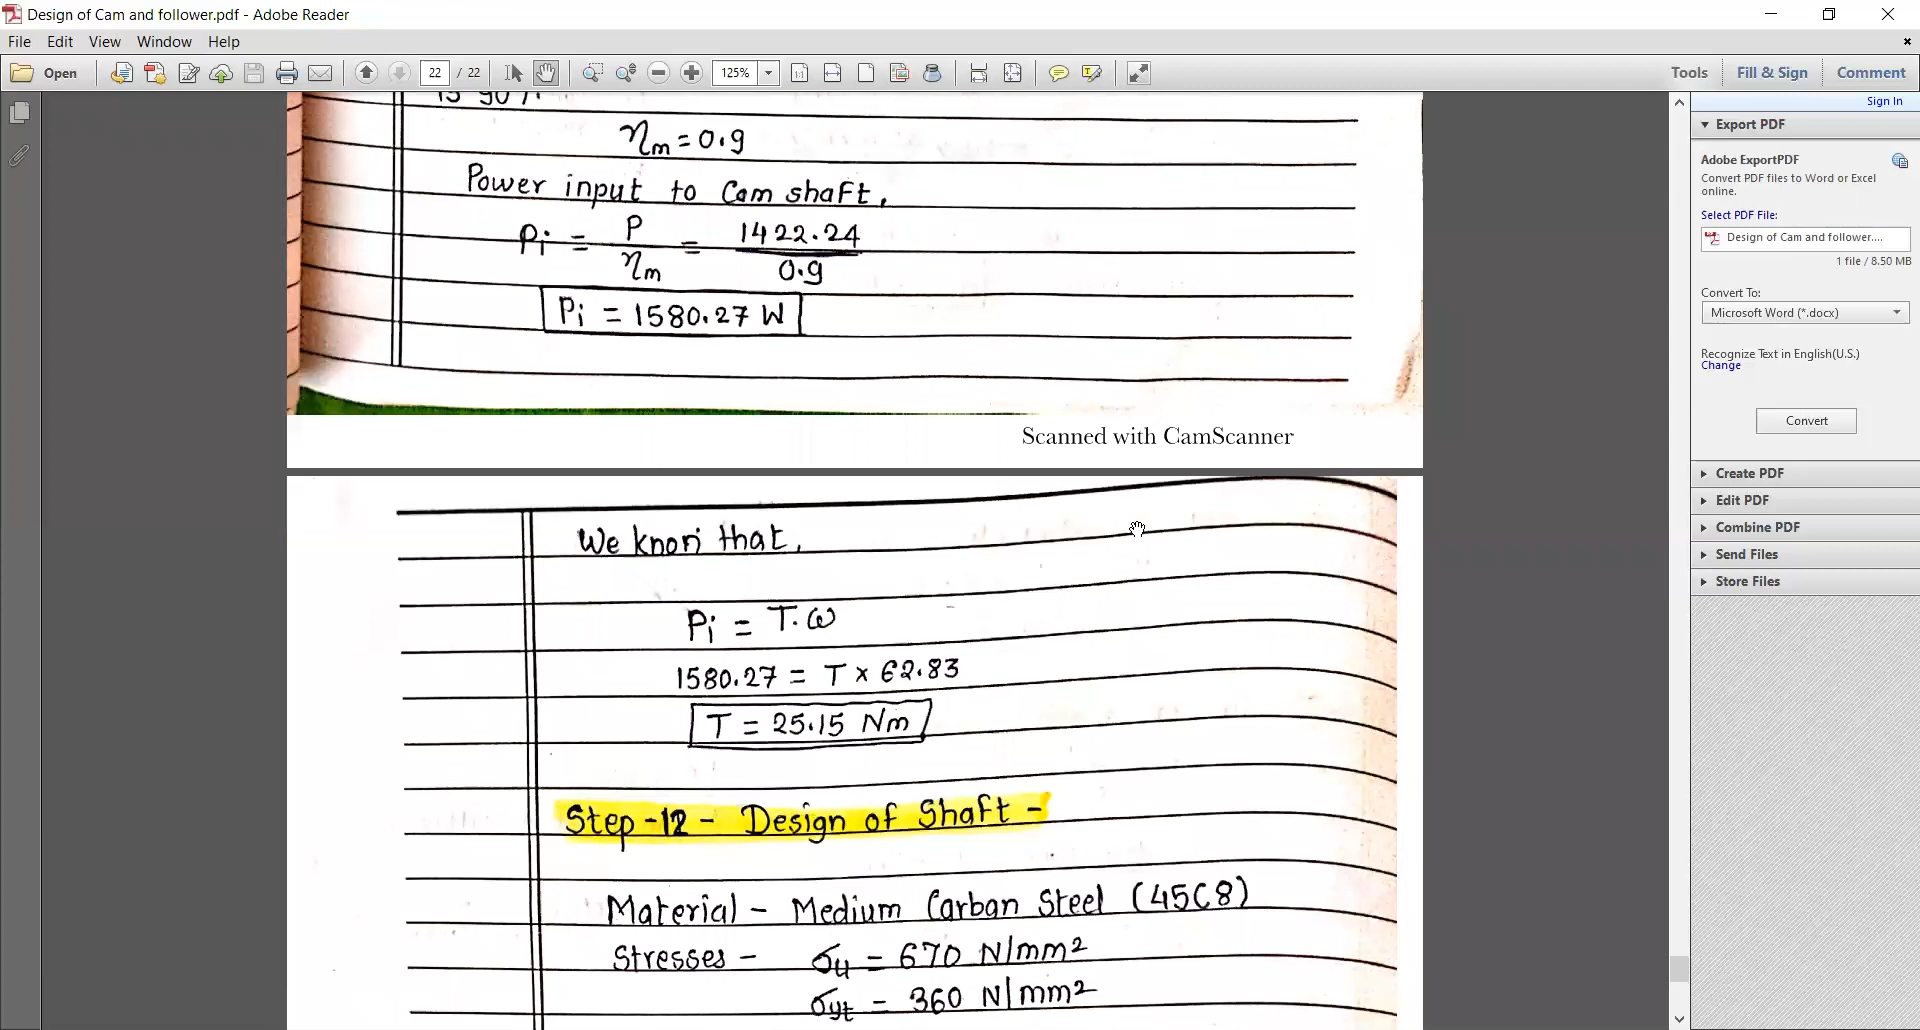 Design of Cam and follower.pdf - Adobe Reader
File Edit View Window Help
Open 22 / 22 125% Tools Fill & Sign Comment
Sign In
Export PDF
Adobe ExportPDF
Convert PDF files to Word or Excel
online.
Select PDF File:
Design of Cam and follower....
1 file / 8.50 MB
Convert To:
Microsoft Word (*.docx)
Recognize Text in English(U.S.)
Change
Convert
Create PDF
Edit PDF
Combine PDF
Send Files
Store Files
is 90%.
ηm = 0.9
Power input to Cam shaft,
Pi = P/ηm = 1422.24/0.9
Pi = 1580.27 W
Scanned with CamScanner
We know that,
Pi = T.ω
1580.27 = T × 62.83
T = 25.15 Nm
Step-12 - Design of Shaft -
Material - Medium Carban Steel (45C8)
Stresses - σu = 670 N/mm²
σyt = 360 N/mm²